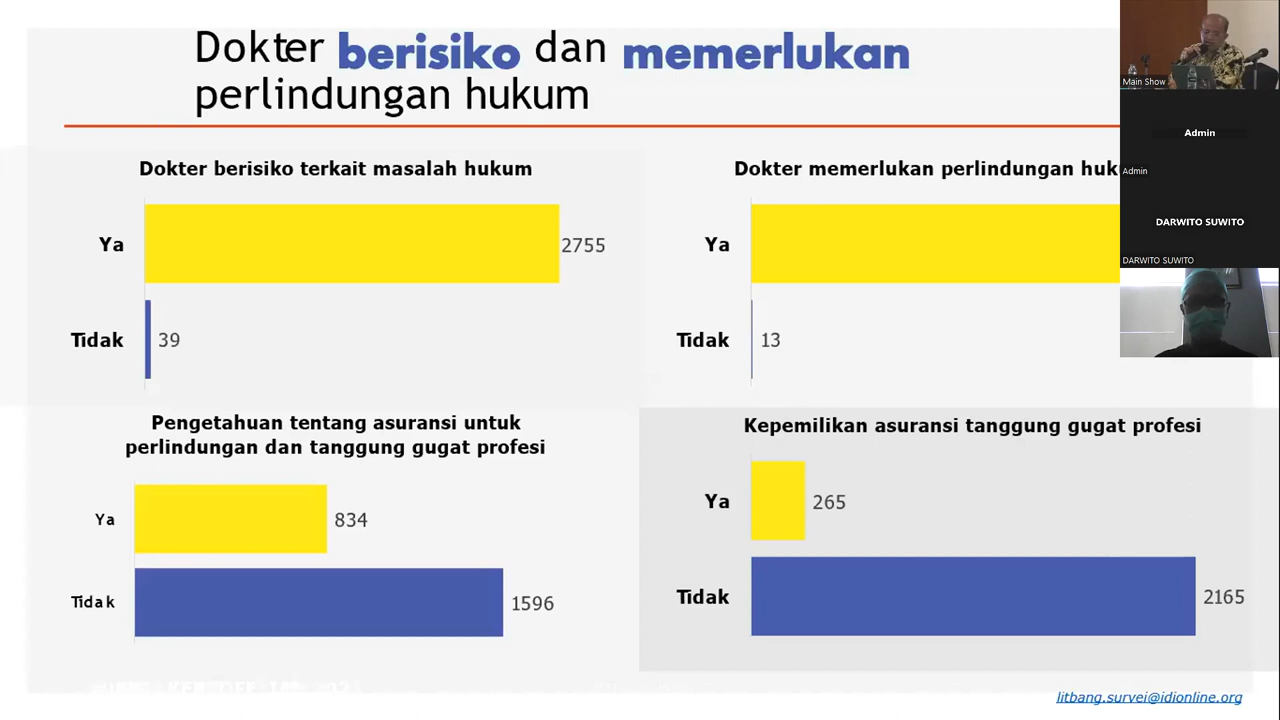 Dokter berisiko dan memerlukan
perlindungan hukum
Main Show
Admin
Admin
DARWITO SUWITO
DARWITO SUWITO
Dokter berisiko terkait masalah hukum
Ya
2755
Tidak
39
Dokter memerlukan perlindungan huk
Ya
Tidak
13
Pengetahuan tentang asuransi untuk
perlindungan dan tanggung gugat profesi
Ya
834
Tidak
1596
Kepemilikan asuransi tanggung gugat profesi
Ya
265
Tidak
2165
litbang.survei@idionline.org